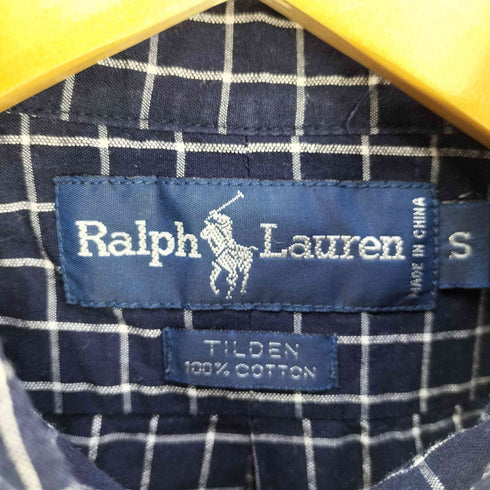 Ralph Lauren
MADE IN CHINA
S
TILDEN
100% COTTON